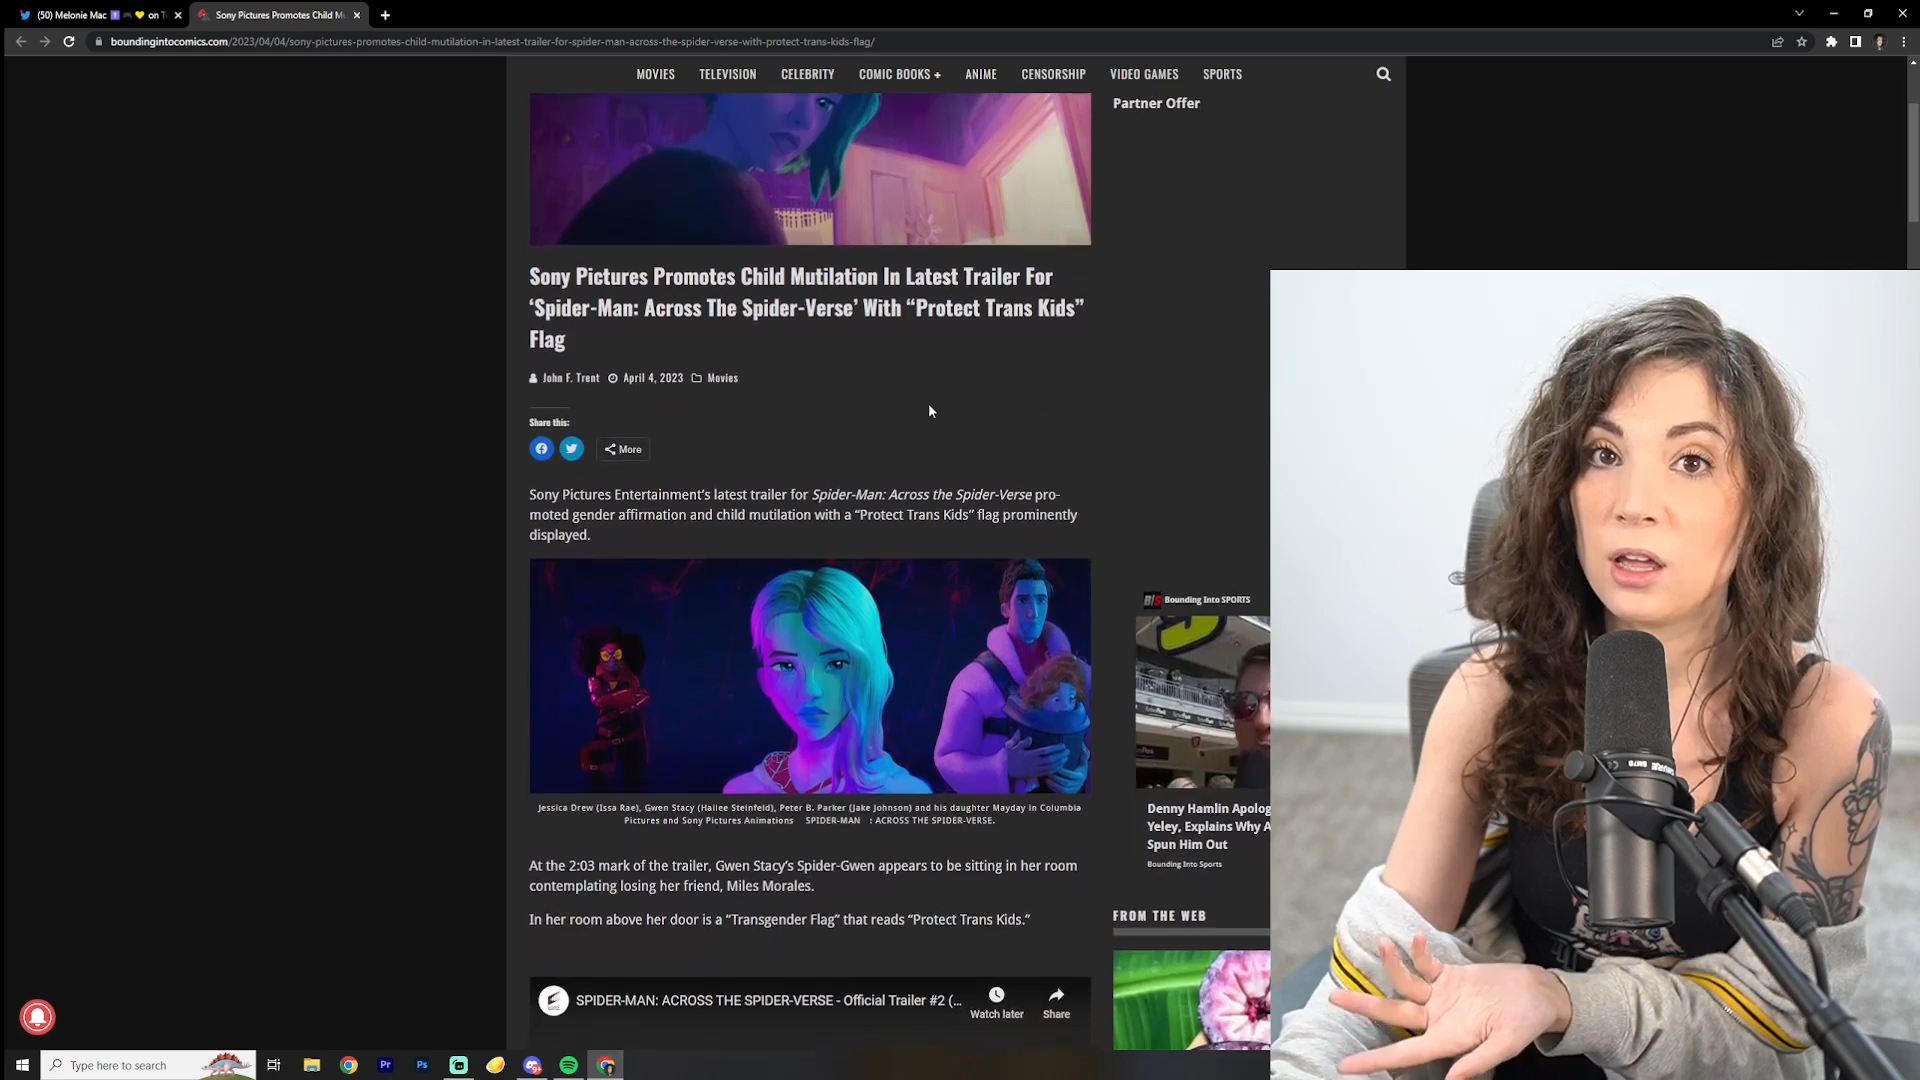 (50) Melonie Mac
on T
Sony Pictures Promotes Child M
boundingintocomics.com/2023/04/04/sony-pictures-promotes-child-mutilation-in-latest-trailer-for-spider-man-across-the-spider-verse-with-protect-trans-kids-flag/
MOVIES TELEVISION CELEBRITY COMIC BOOKS + ANIME CENSORSHIP VIDEO GAMES SPORTS
Partner Offer
Sony Pictures Promotes Child Mutilation In Latest Trailer For
‘Spider-Man: Across The Spider-Verse’ With “Protect Trans Kids”
Flag
John F. Trent April 4, 2023 Movies
Share this:
More
Sony Pictures Entertainment’s latest trailer for Spider-Man: Across the Spider-Verse pro-
moted gender affirmation and child mutilation with a “Protect Trans Kids” flag prominently
displayed.
Jessica Drew (Issa Rae), Gwen Stacy (Hailee Steinfeld), Peter B. Parker (Jake Johnson) and his daughter Mayday in Columbia
Pictures and Sony Pictures Animations SPIDER-MAN : ACROSS THE SPIDER-VERSE.
At the 2:03 mark of the trailer, Gwen Stacy’s Spider-Gwen appears to be sitting in her room
contemplating losing her friend, Miles Morales.
In her room above her door is a “Transgender Flag” that reads “Protect Trans Kids.”
SPIDER-MAN: ACROSS THE SPIDER-VERSE - Official Trailer #2 (...
Watch later
Share
B/S Bounding Into SPORTS
Denny Hamlin Apolog
Yeley, Explains Why
Spun Him Out
Bounding Into Sports
FROM THE WEB
SHURE SM7B
Type here to search
Pr
Ps